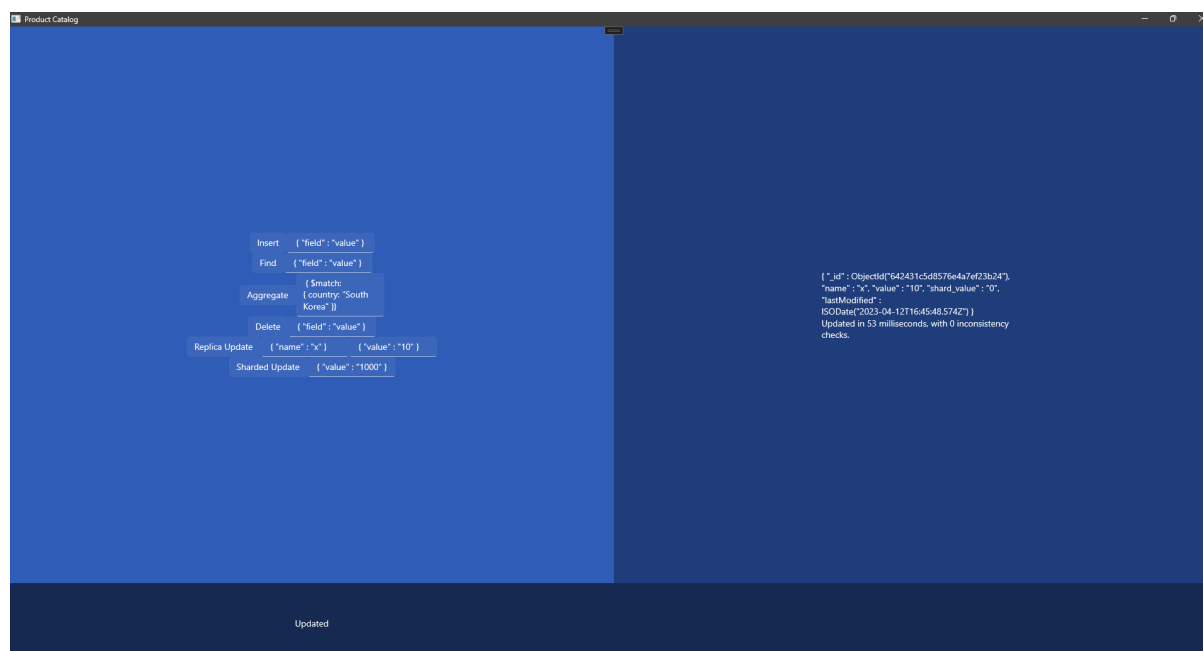 Product Catalog
Insert { "field" : "value" }
Find { "field" : "value" }
Aggregate { $match:
{ country: "South
Korea" }}
Delete { "field" : "value" }
Replica Update { "name" : "x" } { "value" : "10" }
Sharded Update { "value" : "1000" }
{ "_id" : ObjectId("642431c5d8576e4a7ef23b24"),
"name" : "x", "value" : "10", "shard_value" : "0",
"lastModified" :
ISODate("2023-04-12T16:45:48.574Z") }
Updated in 53 milliseconds, with 0 inconsistency
checks.
Updated